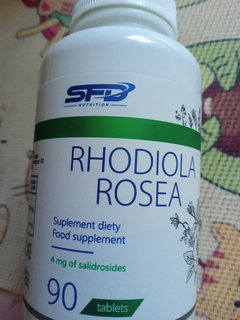 SFD
NUTRITION
RHODIOLA
ROSEA
Suplement diety
Food supplement
4 mg of salidrosides
90 tablets